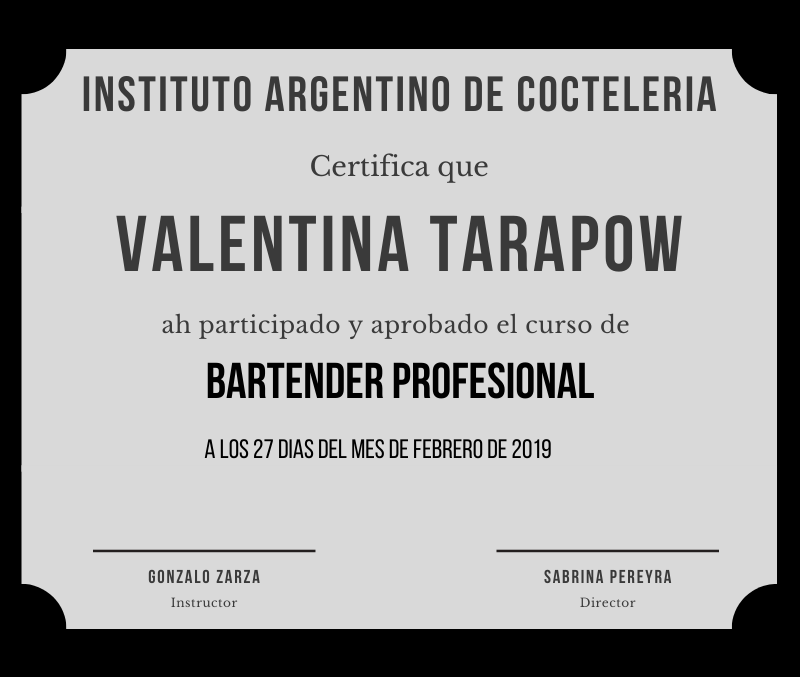 INSTITUTO ARGENTINO DE COCTELERIA
Certifica que
VALENTINA TARAPOW
ah participado y aprobado el curso de
BARTENDER PROFESIONAL
A LOS 27 DIAS DEL MES DE FEBRERO DE 2019
GONZALO ZARZA
Instructor
SABRINA PEREYRA
Director